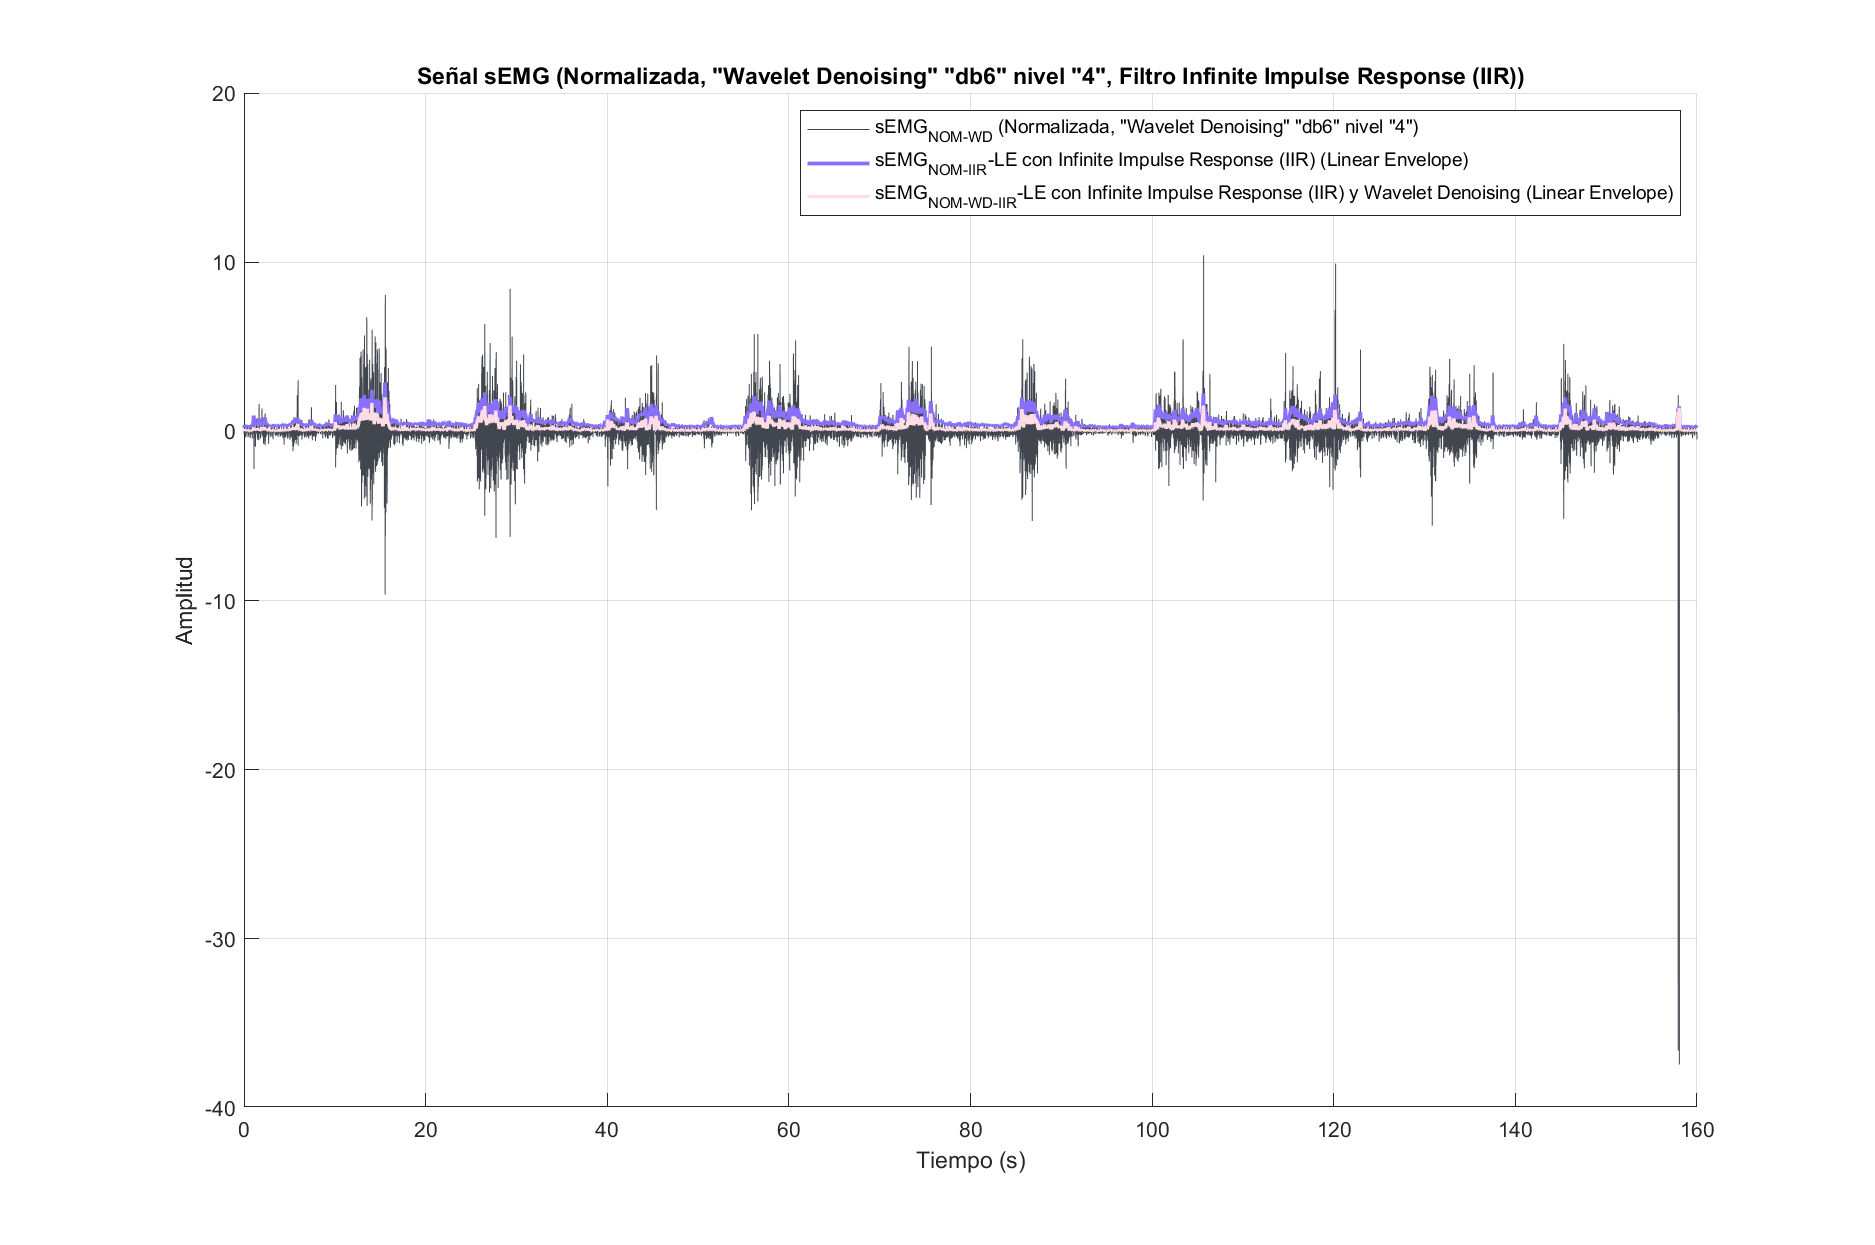 Señal sEMG (Normalizada, "Wavelet Denoising" "db6" nivel "4", Filtro Infinite Impulse Response (IIR))
sEMG_NOM-WD (Normalizada, "Wavelet Denoising" "db6" nivel "4")
sEMG_NOM-IIR-LE con Infinite Impulse Response (IIR) (Linear Envelope)
sEMG_NOM-WD-IIR-LE con Infinite Impulse Response (IIR) y Wavelet Denoising (Linear Envelope)
20
10
0
-10
-20
-30
-40
Amplitud
0 20 40 60 80 100 120 140 160
Tiempo (s)